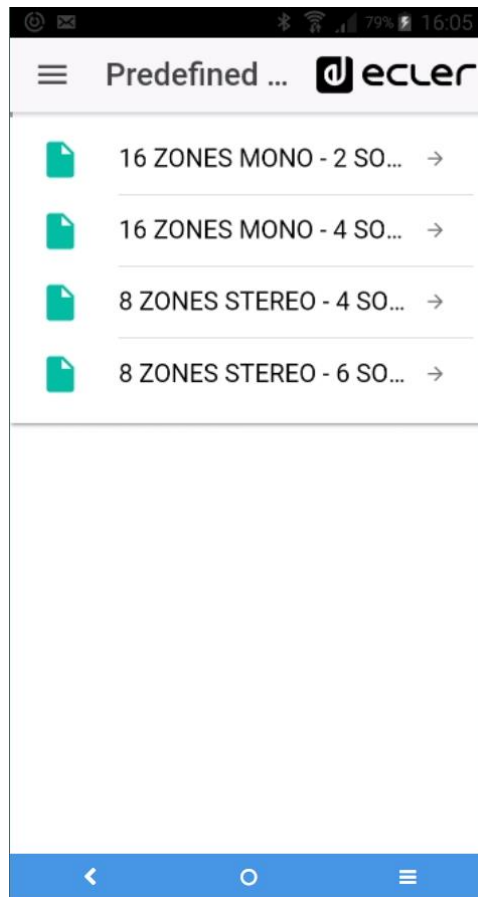 79% 16:05
Predefined ... ecler
16 ZONES MONO - 2 SO...
16 ZONES MONO - 4 SO...
8 ZONES STEREO - 4 SO...
8 ZONES STEREO - 6 SO...